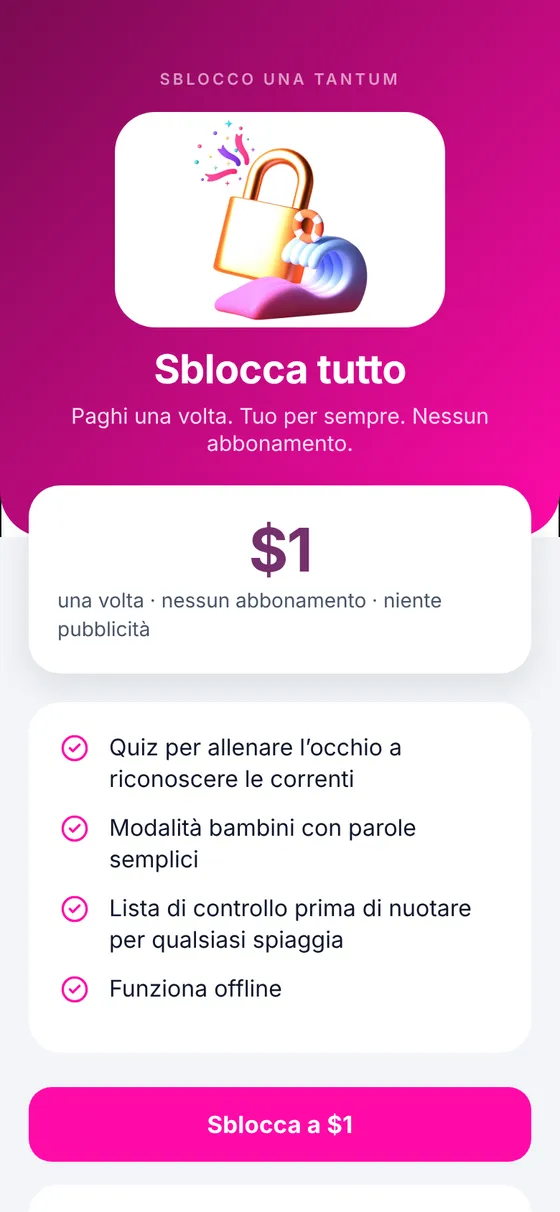 SBLOCCO UNA TANTUM
Sblocca tutto
Paghi una volta. Tuo per sempre. Nessun
abbonamento.
$1
una volta · nessun abbonamento · niente
pubblicità
Quiz per allenare l’occhio a
riconoscere le correnti
Modalità bambini con parole
semplici
Lista di controllo prima di nuotare
per qualsiasi spiaggia
Funziona offline
Sblocca a $1